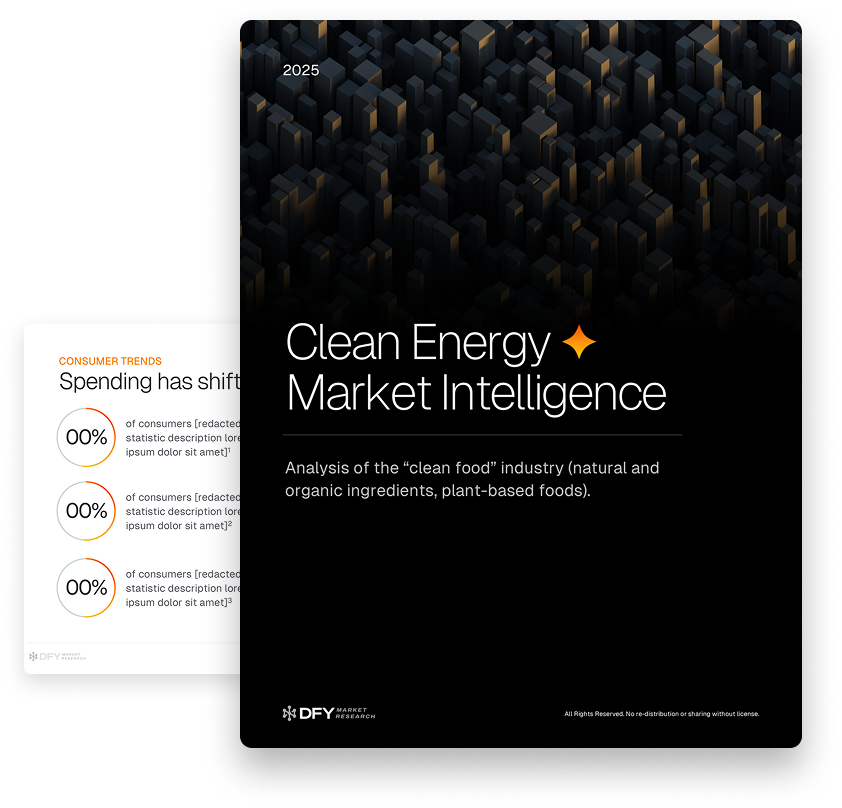 2025
Clean Energy
Market Intelligence
Analysis of the “clean food” industry (natural and
organic ingredients, plant-based foods).
DFY MARKET
RESEARCH
All Rights Reserved. No re-distribution or sharing without license.
CONSUMER TRENDS
Spending has shift
00%
of consumers [redacted
statistic description lore
ipsum dolor sit amet]¹
00%
of consumers [redacted
statistic description lore
ipsum dolor sit amet]²
00%
of consumers [redacted
statistic description lore
ipsum dolor sit amet]³
DFY MARKET
RESEARCH